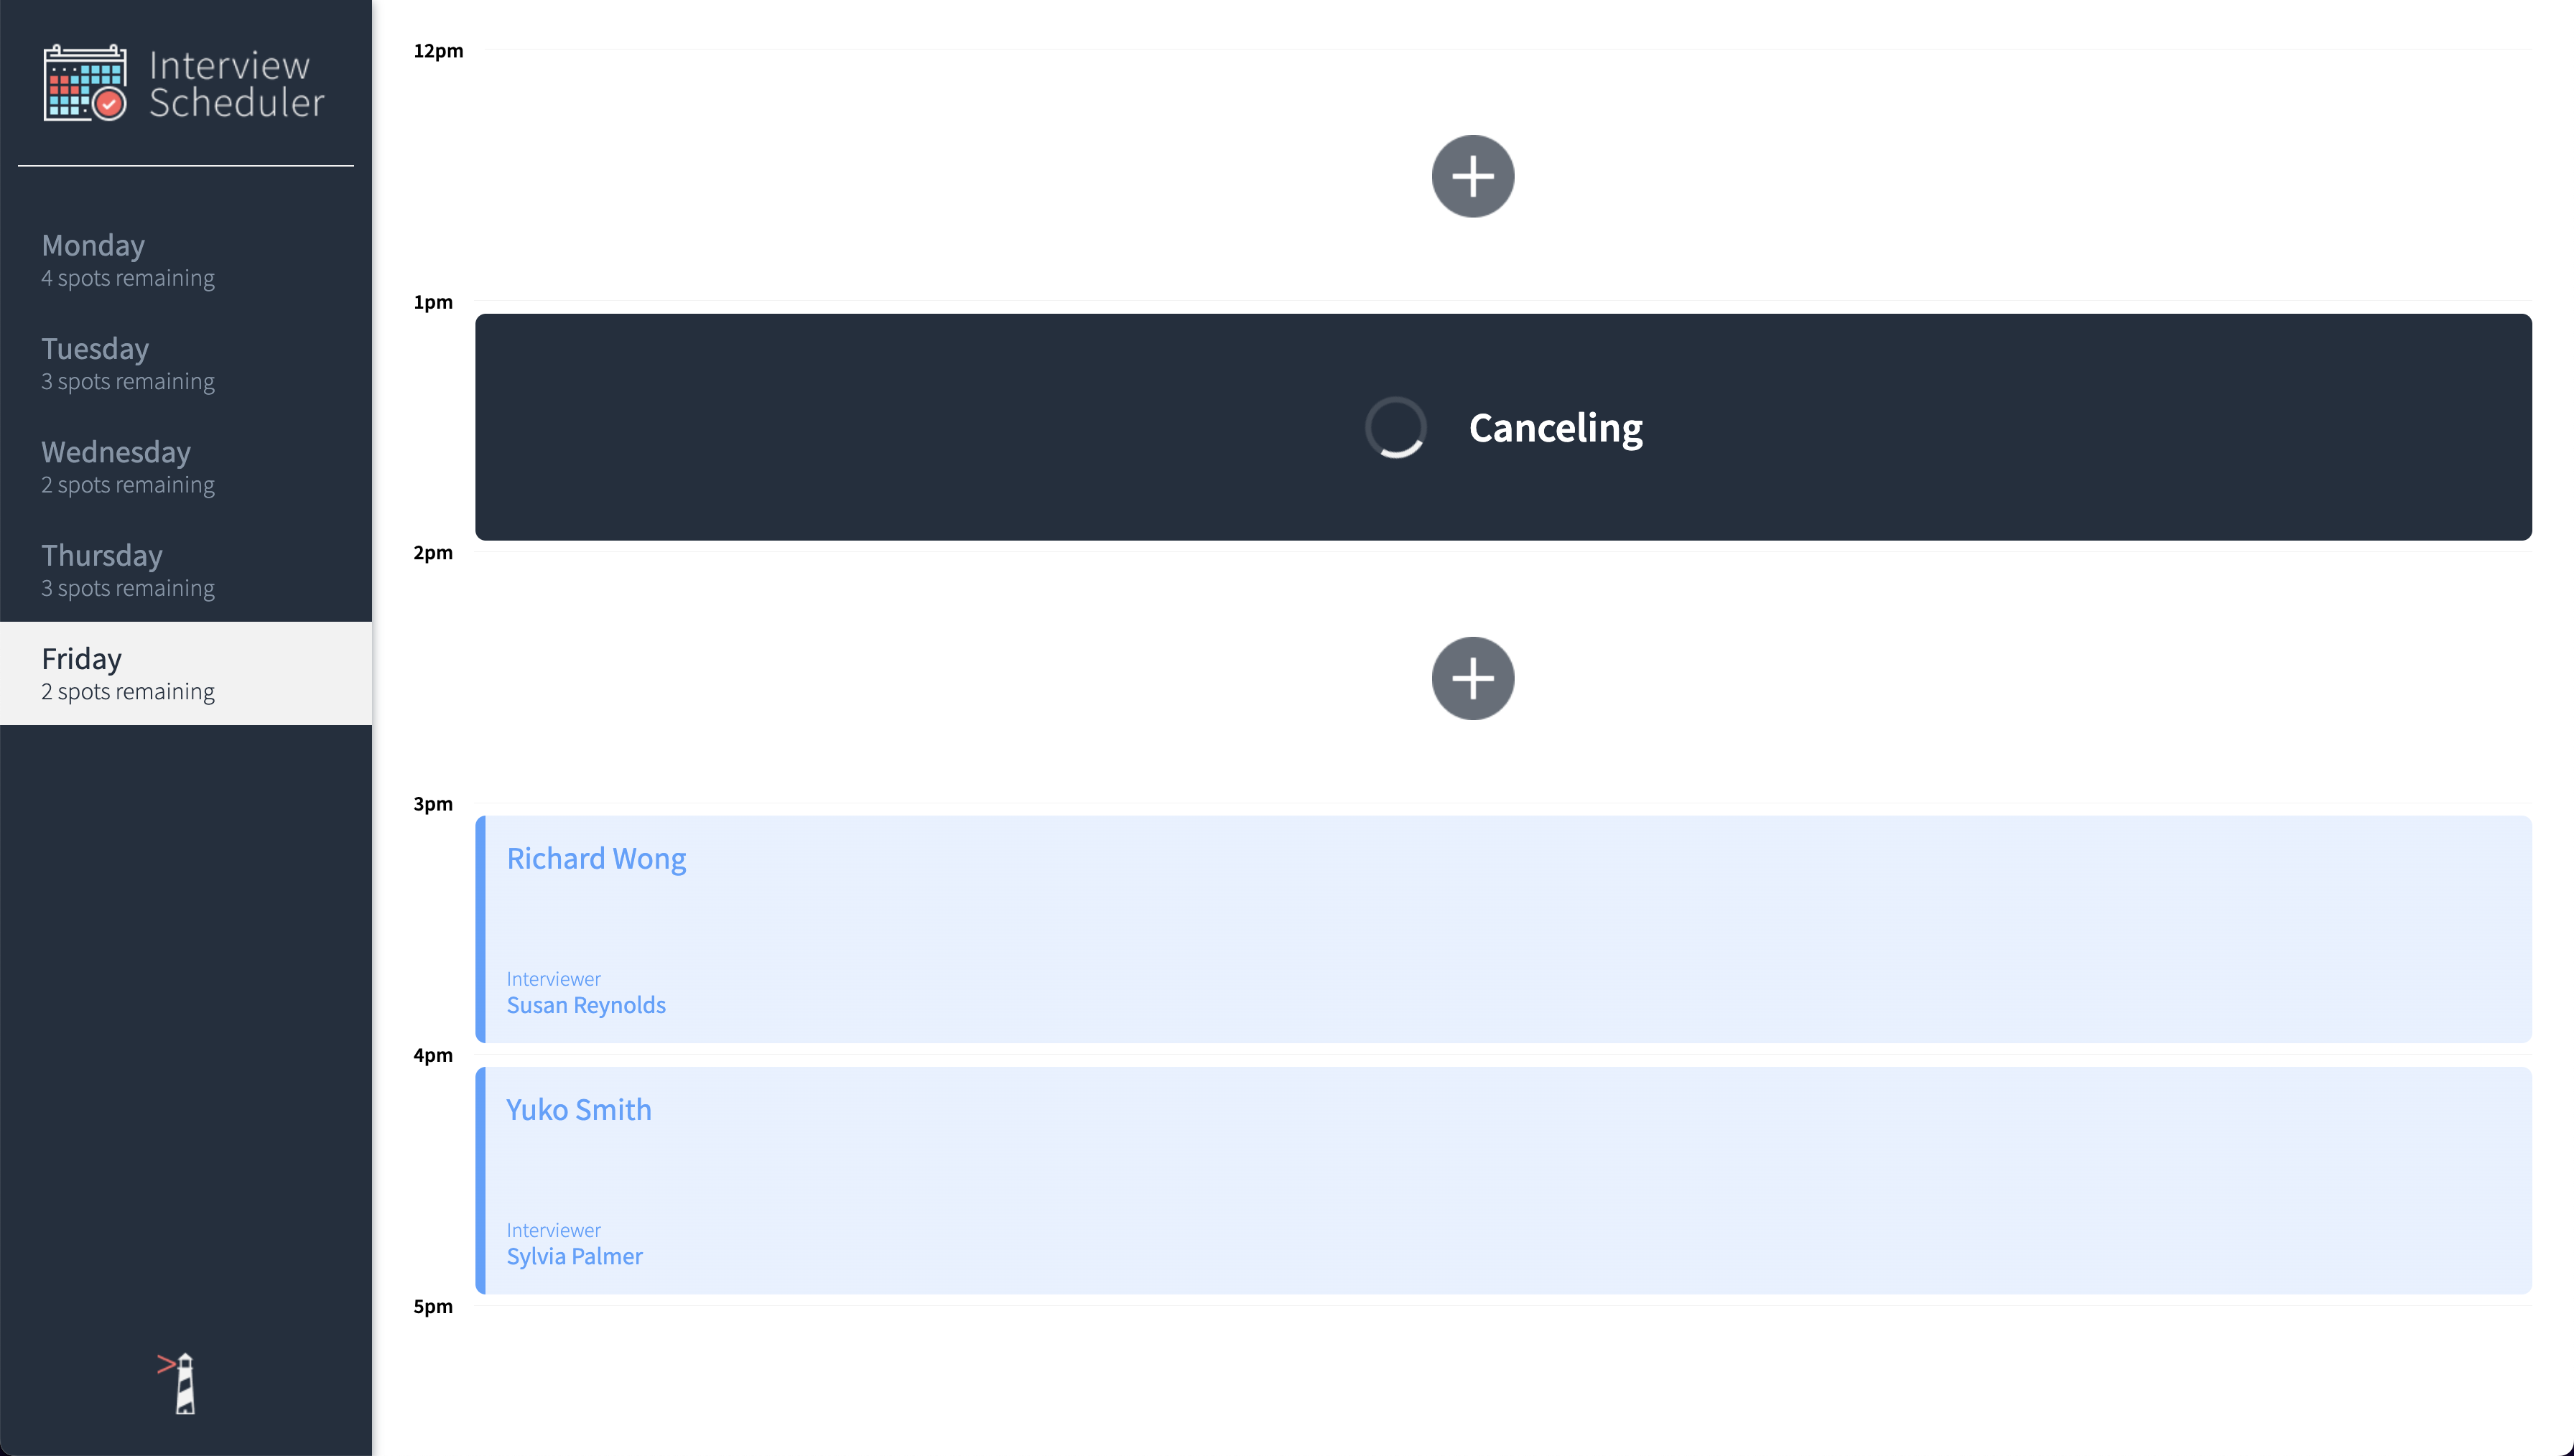 Interview
Scheduler
Monday
4 spots remaining
Tuesday
3 spots remaining
Wednesday
2 spots remaining
Thursday
3 spots remaining
Friday
2 spots remaining
12pm
1pm
Canceling
2pm
3pm
Richard Wong
Interviewer
Susan Reynolds
4pm
Yuko Smith
Interviewer
Sylvia Palmer
5pm